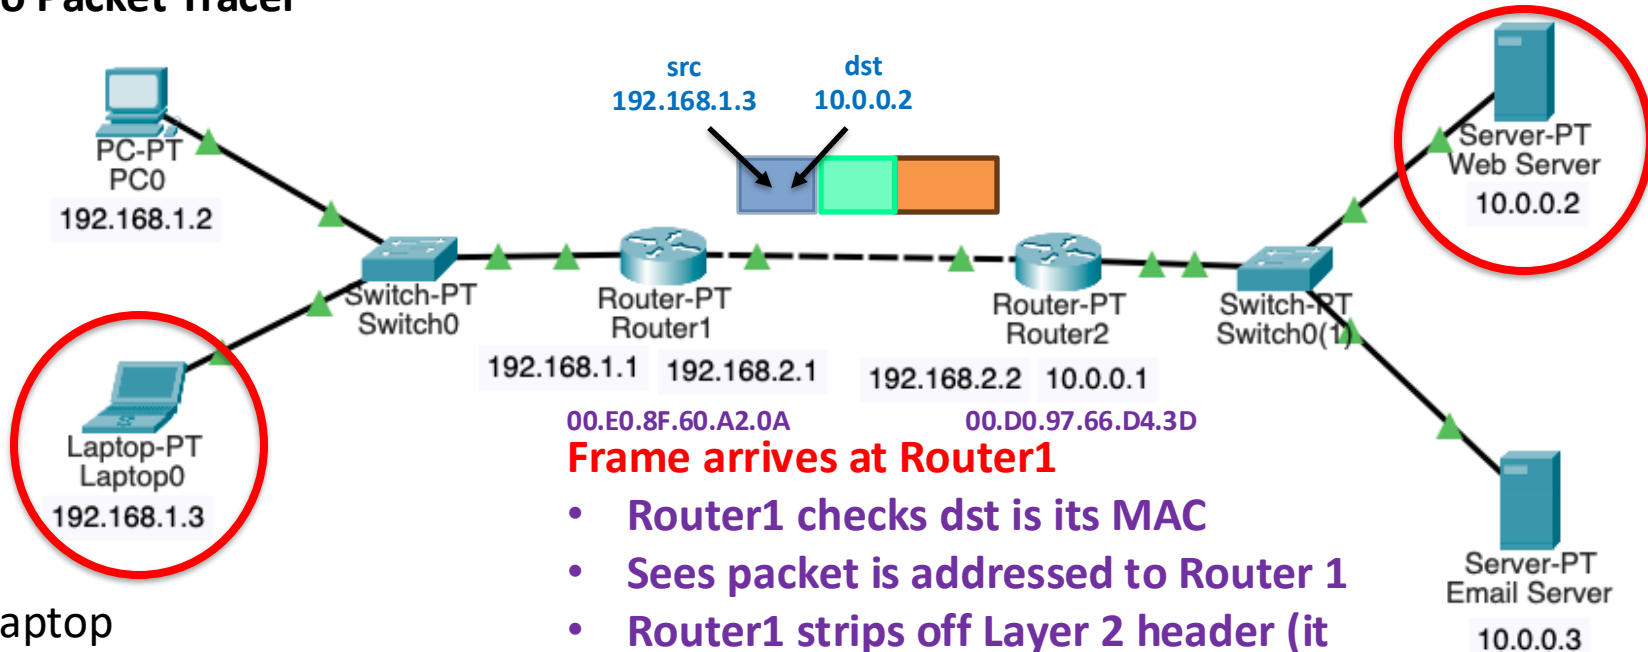 o Packet Tracer
src
192.168.1.3
dst
10.0.0.2
PC-PT
PC0
192.168.1.2
Server-PT
Web Server
10.0.0.2
Switch-PT
Switch0
Router-PT
Router1
192.168.1.1
192.168.2.1
Router-PT
Router2
192.168.2.2
10.0.0.1
Switch-PT
Switch0(1)
00.E0.8F.60.A2.0A
00.D0.97.66.D4.3D
Laptop-PT
Laptop0
192.168.1.3
Frame arrives at Router1
• Router1 checks dst is its MAC
• Sees packet is addressed to Router 1
• Router1 strips off Layer 2 header (it
Server-PT
Email Server
10.0.0.3
aptop